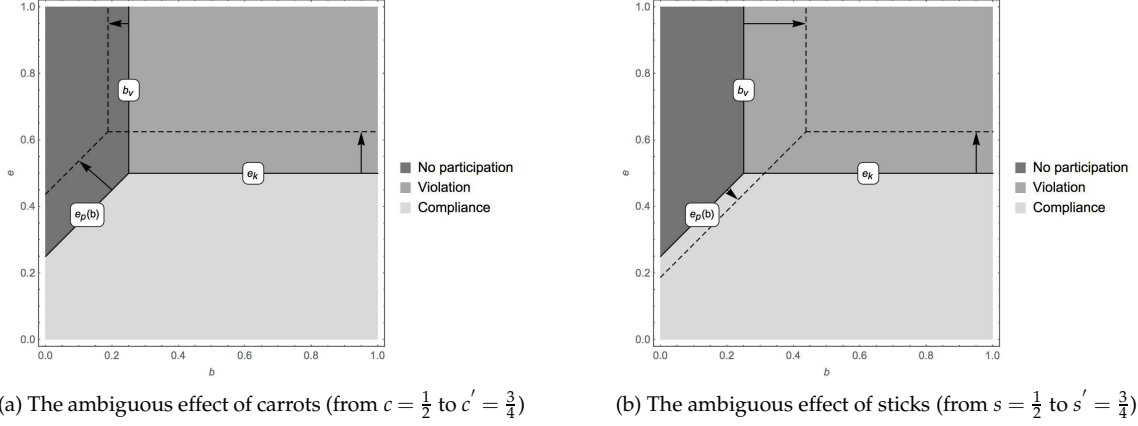 1.0
0.8
0.6
0.4
0.2
0.0
e
0.0 0.2 0.4 0.6 0.8 1.0
b
b_v
e_k
e_p(b)
No participation
Violation
Compliance
(a) The ambiguous effect of carrots (from c = 1/2 to c' = 3/4)
1.0
0.8
0.6
0.4
0.2
0.0
e
0.0 0.2 0.4 0.6 0.8 1.0
b
b_v
e_k
e_p(b)
No participation
Violation
Compliance
(b) The ambiguous effect of sticks (from s = 1/2 to s' = 3/4)